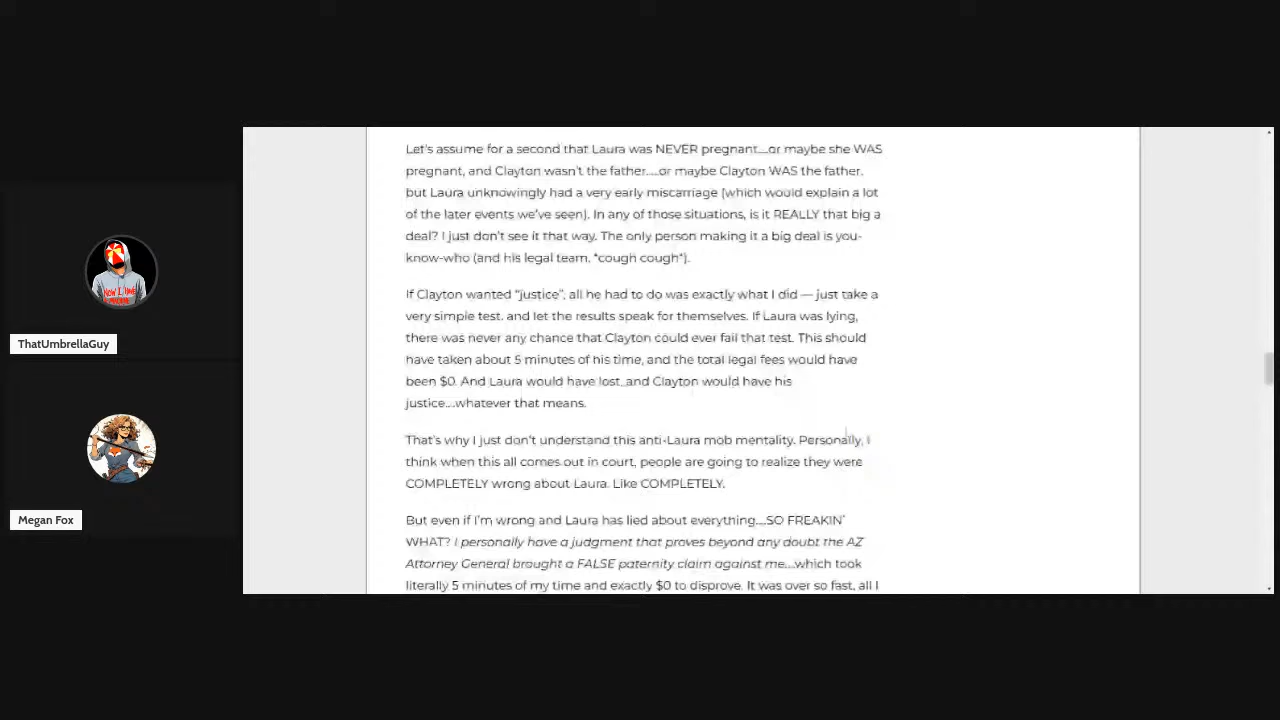 Let's assume for a second that Laura was NEVER pregnant....or maybe she WAS
pregnant, and Clayton wasn't the father.....or maybe Clayton WAS the father,
but Laura unknowingly had a very early miscarriage (which would explain a lot
of the later events we've seen). In any of those situations, is it REALLY that big a
deal? I just don't see it that way. The only person making it a big deal is you-
know-who (and his legal team, *cough cough*).
If Clayton wanted "justice", all he had to do was exactly what I did — just take a
very simple test, and let the results speak for themselves. If Laura was lying,
there was never any chance that Clayton could ever fail that test. This should
have taken about 5 minutes of his time, and the total legal fees would have
been $0. And Laura would have lost...and Clayton would have his
justice....whatever that means.
That's why I just don't understand this anti-Laura mob mentality. Personally, I
think when this all comes out in court, people are going to realize they were
COMPLETELY wrong about Laura. Like COMPLETELY.
But even if I'm wrong and Laura has lied about everything....SO FREAKIN'
WHAT? I personally have a judgment that proves beyond any doubt the AZ
Attorney General brought a FALSE paternity claim against me....which took
literally 5 minutes of my time and exactly $0 to disprove. It was over so fast, all I
ThatUmbrellaGuy
Megan Fox